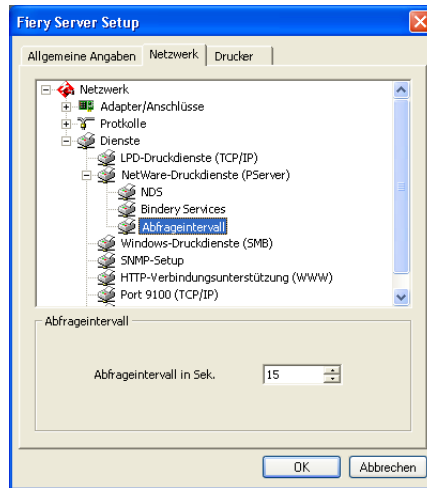 Fiery Server Setup
Allgemeine Angaben Netzwerk Drucker
Netzwerk
Adapter/Anschlüsse
Protkolle
Dienste
LPD-Druckdienste (TCP/IP)
NetWare-Druckdienste (PServer)
NDS
Bindery Services
Abfrageintervall
Windows-Druckdienste (SMB)
SNMP-Setup
HTTP-Verbindungsunterstützung (WWW)
Port 9100 (TCP/IP)
Abfrageintervall
Abfrageintervall in Sek. 15
OK Abbrechen